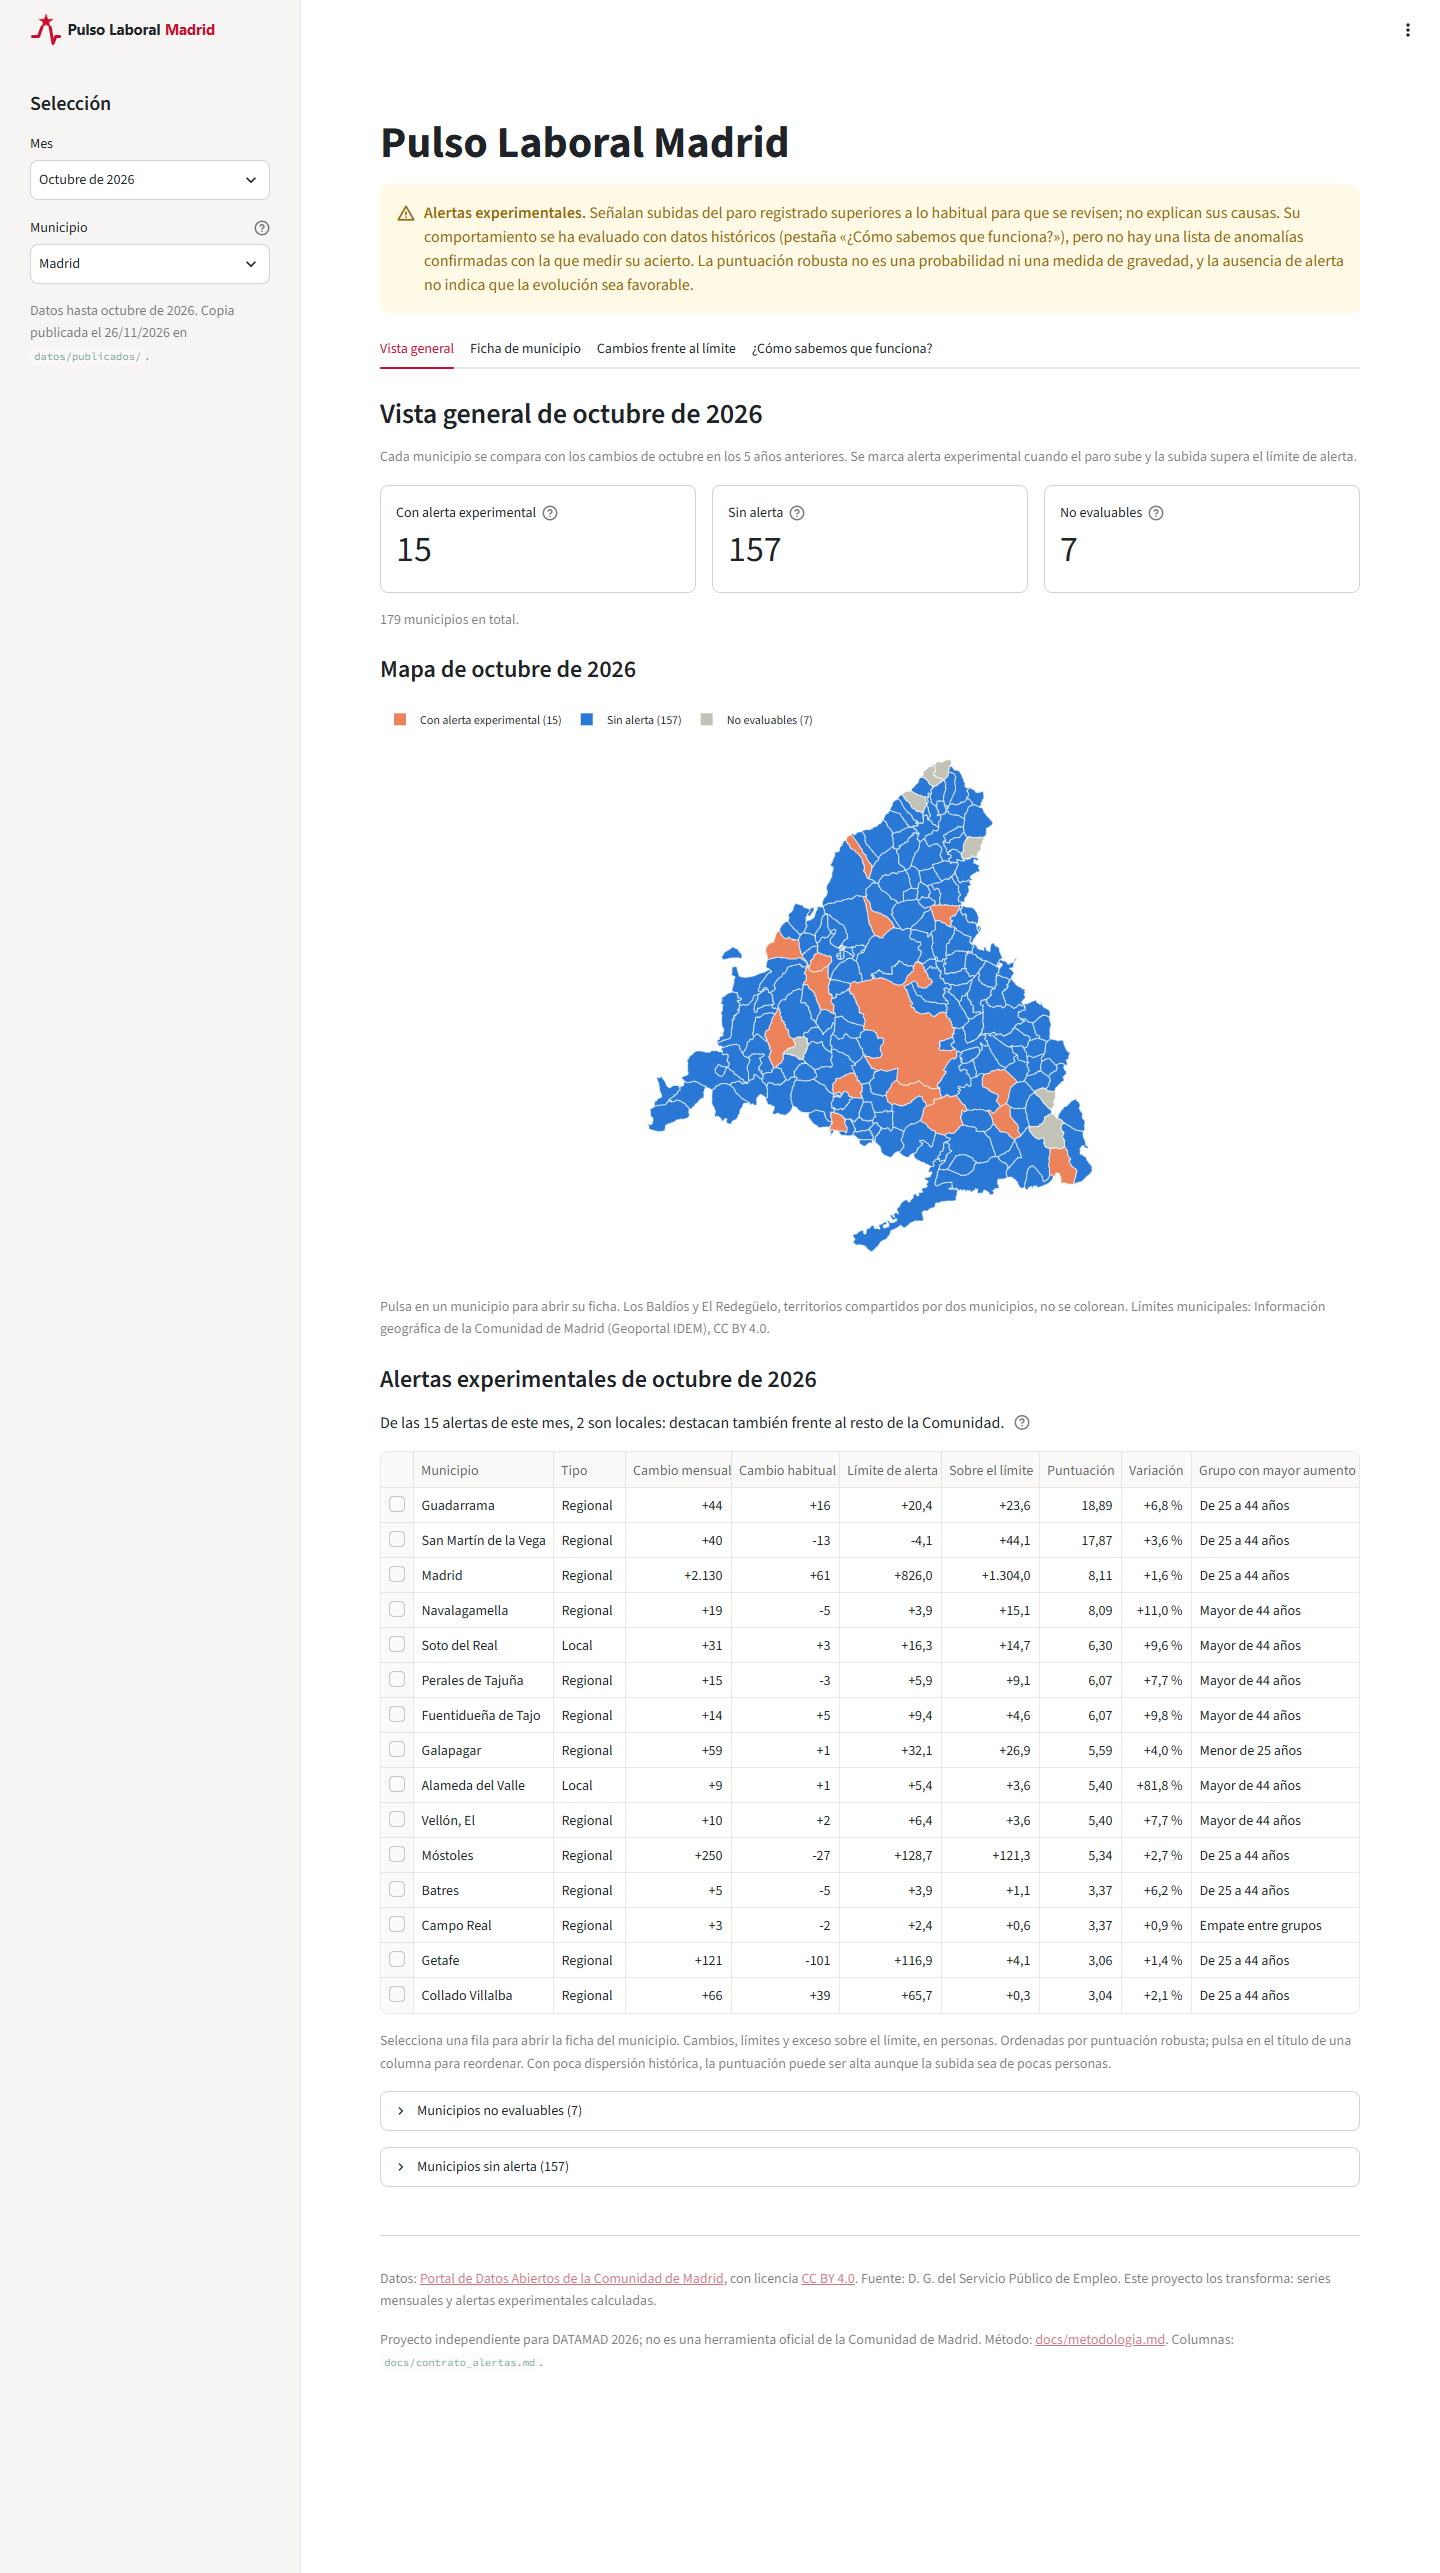 Pulso Laboral Madrid
Selección
Mes
Octubre de 2026
Municipio
Madrid
Datos hasta octubre de 2026. Copia
publicada el 26/11/2026 en
datos/publicados/ .
Pulso Laboral Madrid
Alertas experimentales. Señalan subidas del paro registrado superiores a lo habitual para que se revisen; no explican sus causas. Su
comportamiento se ha evaluado con datos históricos (pestaña «¿Cómo sabemos que funciona?»), pero no hay una lista de anomalías
confirmadas con la que medir su acierto. La puntuación robusta no es una probabilidad ni una medida de gravedad, y la ausencia de alerta
no indica que la evolución sea favorable.
Vista general Ficha de municipio Cambios frente al límite ¿Cómo sabemos que funciona?
Vista general de octubre de 2026
Cada municipio se compara con los cambios de octubre en los 5 años anteriores. Se marca alerta experimental cuando el paro sube y la subida supera el límite de alerta.
Con alerta experimental
15
Sin alerta
157
No evaluables
7
179 municipios en total.
Mapa de octubre de 2026
Con alerta experimental (15) Sin alerta (157) No evaluables (7)
Pulsa en un municipio para abrir su ficha. Los Baldíos y El Redegüelo, territorios compartidos por dos municipios, no se colorean. Límites municipales: Información
geográfica de la Comunidad de Madrid (Geoportal IDEM), CC BY 4.0.
Alertas experimentales de octubre de 2026
De las 15 alertas de este mes, 2 son locales: destacan también frente al resto de la Comunidad.
Municipio Tipo Cambio mensual Cambio habitual Límite de alerta Sobre el límite Puntuación Variación Grupo con mayor aumento
Guadarrama Regional +44 +16 +20,4 +23,6 18,89 +6,8 % De 25 a 44 años
San Martín de la Vega Regional +40 -13 -4,1 +44,1 17,87 +3,6 % De 25 a 44 años
Madrid Regional +2.130 +61 +826,0 +1.304,0 8,11 +1,6 % De 25 a 44 años
Navalagamella Regional +19 -5 +3,9 +15,1 8,09 +11,0 % Mayor de 44 años
Soto del Real Local +31 +3 +16,3 +14,7 6,30 +9,6 % Mayor de 44 años
Perales de Tajuña Regional +15 -3 +5,9 +9,1 6,07 +7,7 % Mayor de 44 años
Fuentidueña de Tajo Regional +14 +5 +9,4 +4,6 6,07 +9,8 % Mayor de 44 años
Galapagar Regional +59 +1 +32,1 +26,9 5,59 +4,0 % Menor de 25 años
Alameda del Valle Local +9 +1 +5,4 +3,6 5,40 +81,8 % Mayor de 44 años
Vellón, El Regional +10 +2 +6,4 +3,6 5,40 +7,7 % Mayor de 44 años
Móstoles Regional +250 -27 +128,7 +121,3 5,34 +2,7 % De 25 a 44 años
Batres Regional +5 -5 +3,9 +1,1 3,37 +6,2 % De 25 a 44 años
Campo Real Regional +3 -2 +2,4 +0,6 3,37 +0,9 % Empate entre grupos
Getafe Regional +121 -101 +116,9 +4,1 3,06 +1,4 % De 25 a 44 años
Collado Villalba Regional +66 +39 +65,7 +0,3 3,04 +2,1 % De 25 a 44 años
Selecciona una fila para abrir la ficha del municipio. Cambios, límites y exceso sobre el límite, en personas. Ordenadas por puntuación robusta; pulsa en el título de una
columna para reordenar. Con poca dispersión histórica, la puntuación puede ser alta aunque la subida sea de pocas personas.
Municipios no evaluables (7)
Municipios sin alerta (157)
Datos: Portal de Datos Abiertos de la Comunidad de Madrid, con licencia CC BY 4.0. Fuente: D. G. del Servicio Público de Empleo. Este proyecto los transforma: series
mensuales y alertas experimentales calculadas.
Proyecto independiente para DATAMAD 2026; no es una herramienta oficial de la Comunidad de Madrid. Método: docs/metodologia.md. Columnas:
docs/contrato_alertas.md .